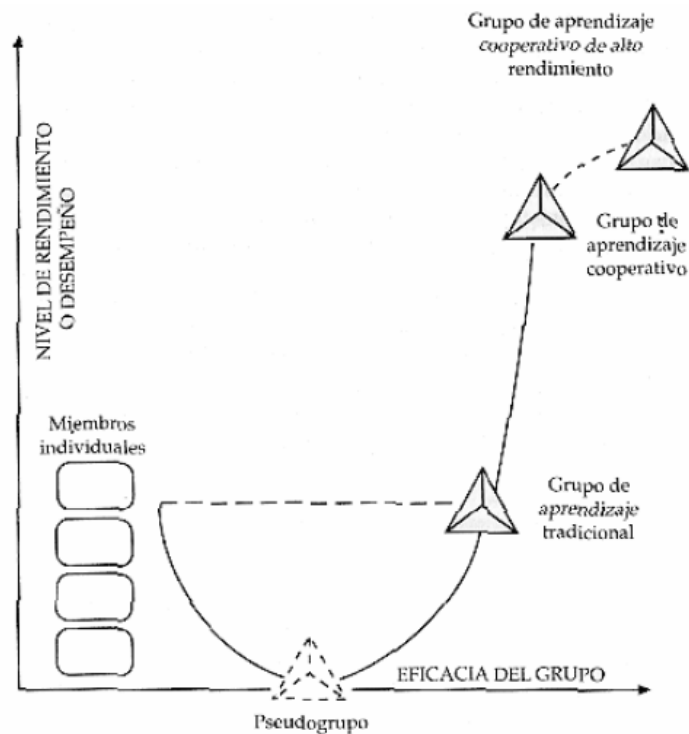 Grupo de aprendizaje
cooperativo de alto
rendimiento
NIVEL DE RENDIMIENTO
O DESEMPEÑO
Grupo de
aprendizaje
cooperativo
Miembros
individuales
Grupo de
aprendizaje
tradicional
EFICACIA DEL GRUPO
Pseudogrupo